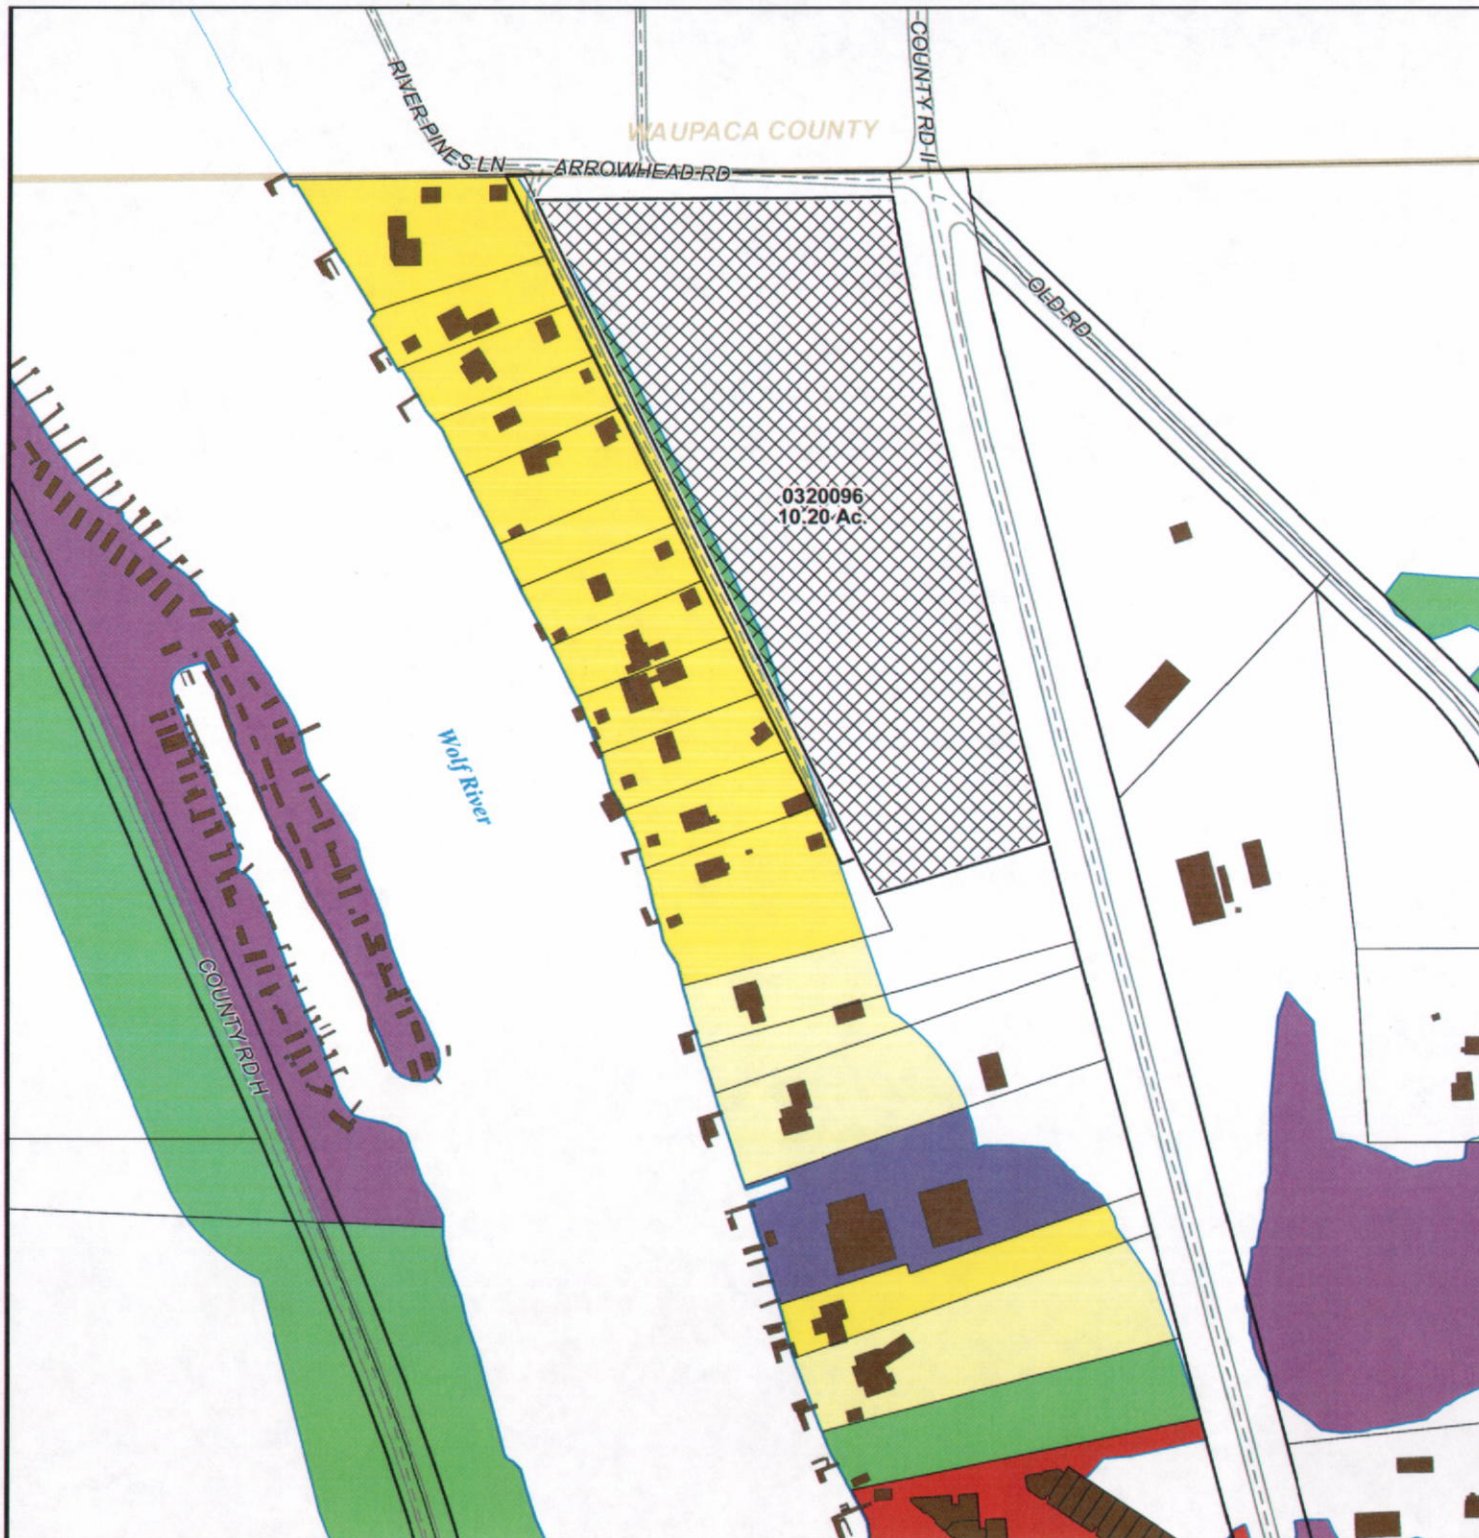 COUNTY RD II
RIVER PINES LN
WAUPACA COUNTY
ARROWHEAD RD
OLD RD
0320096
10.20 Ac.
Wolf River
COUNTY RD H